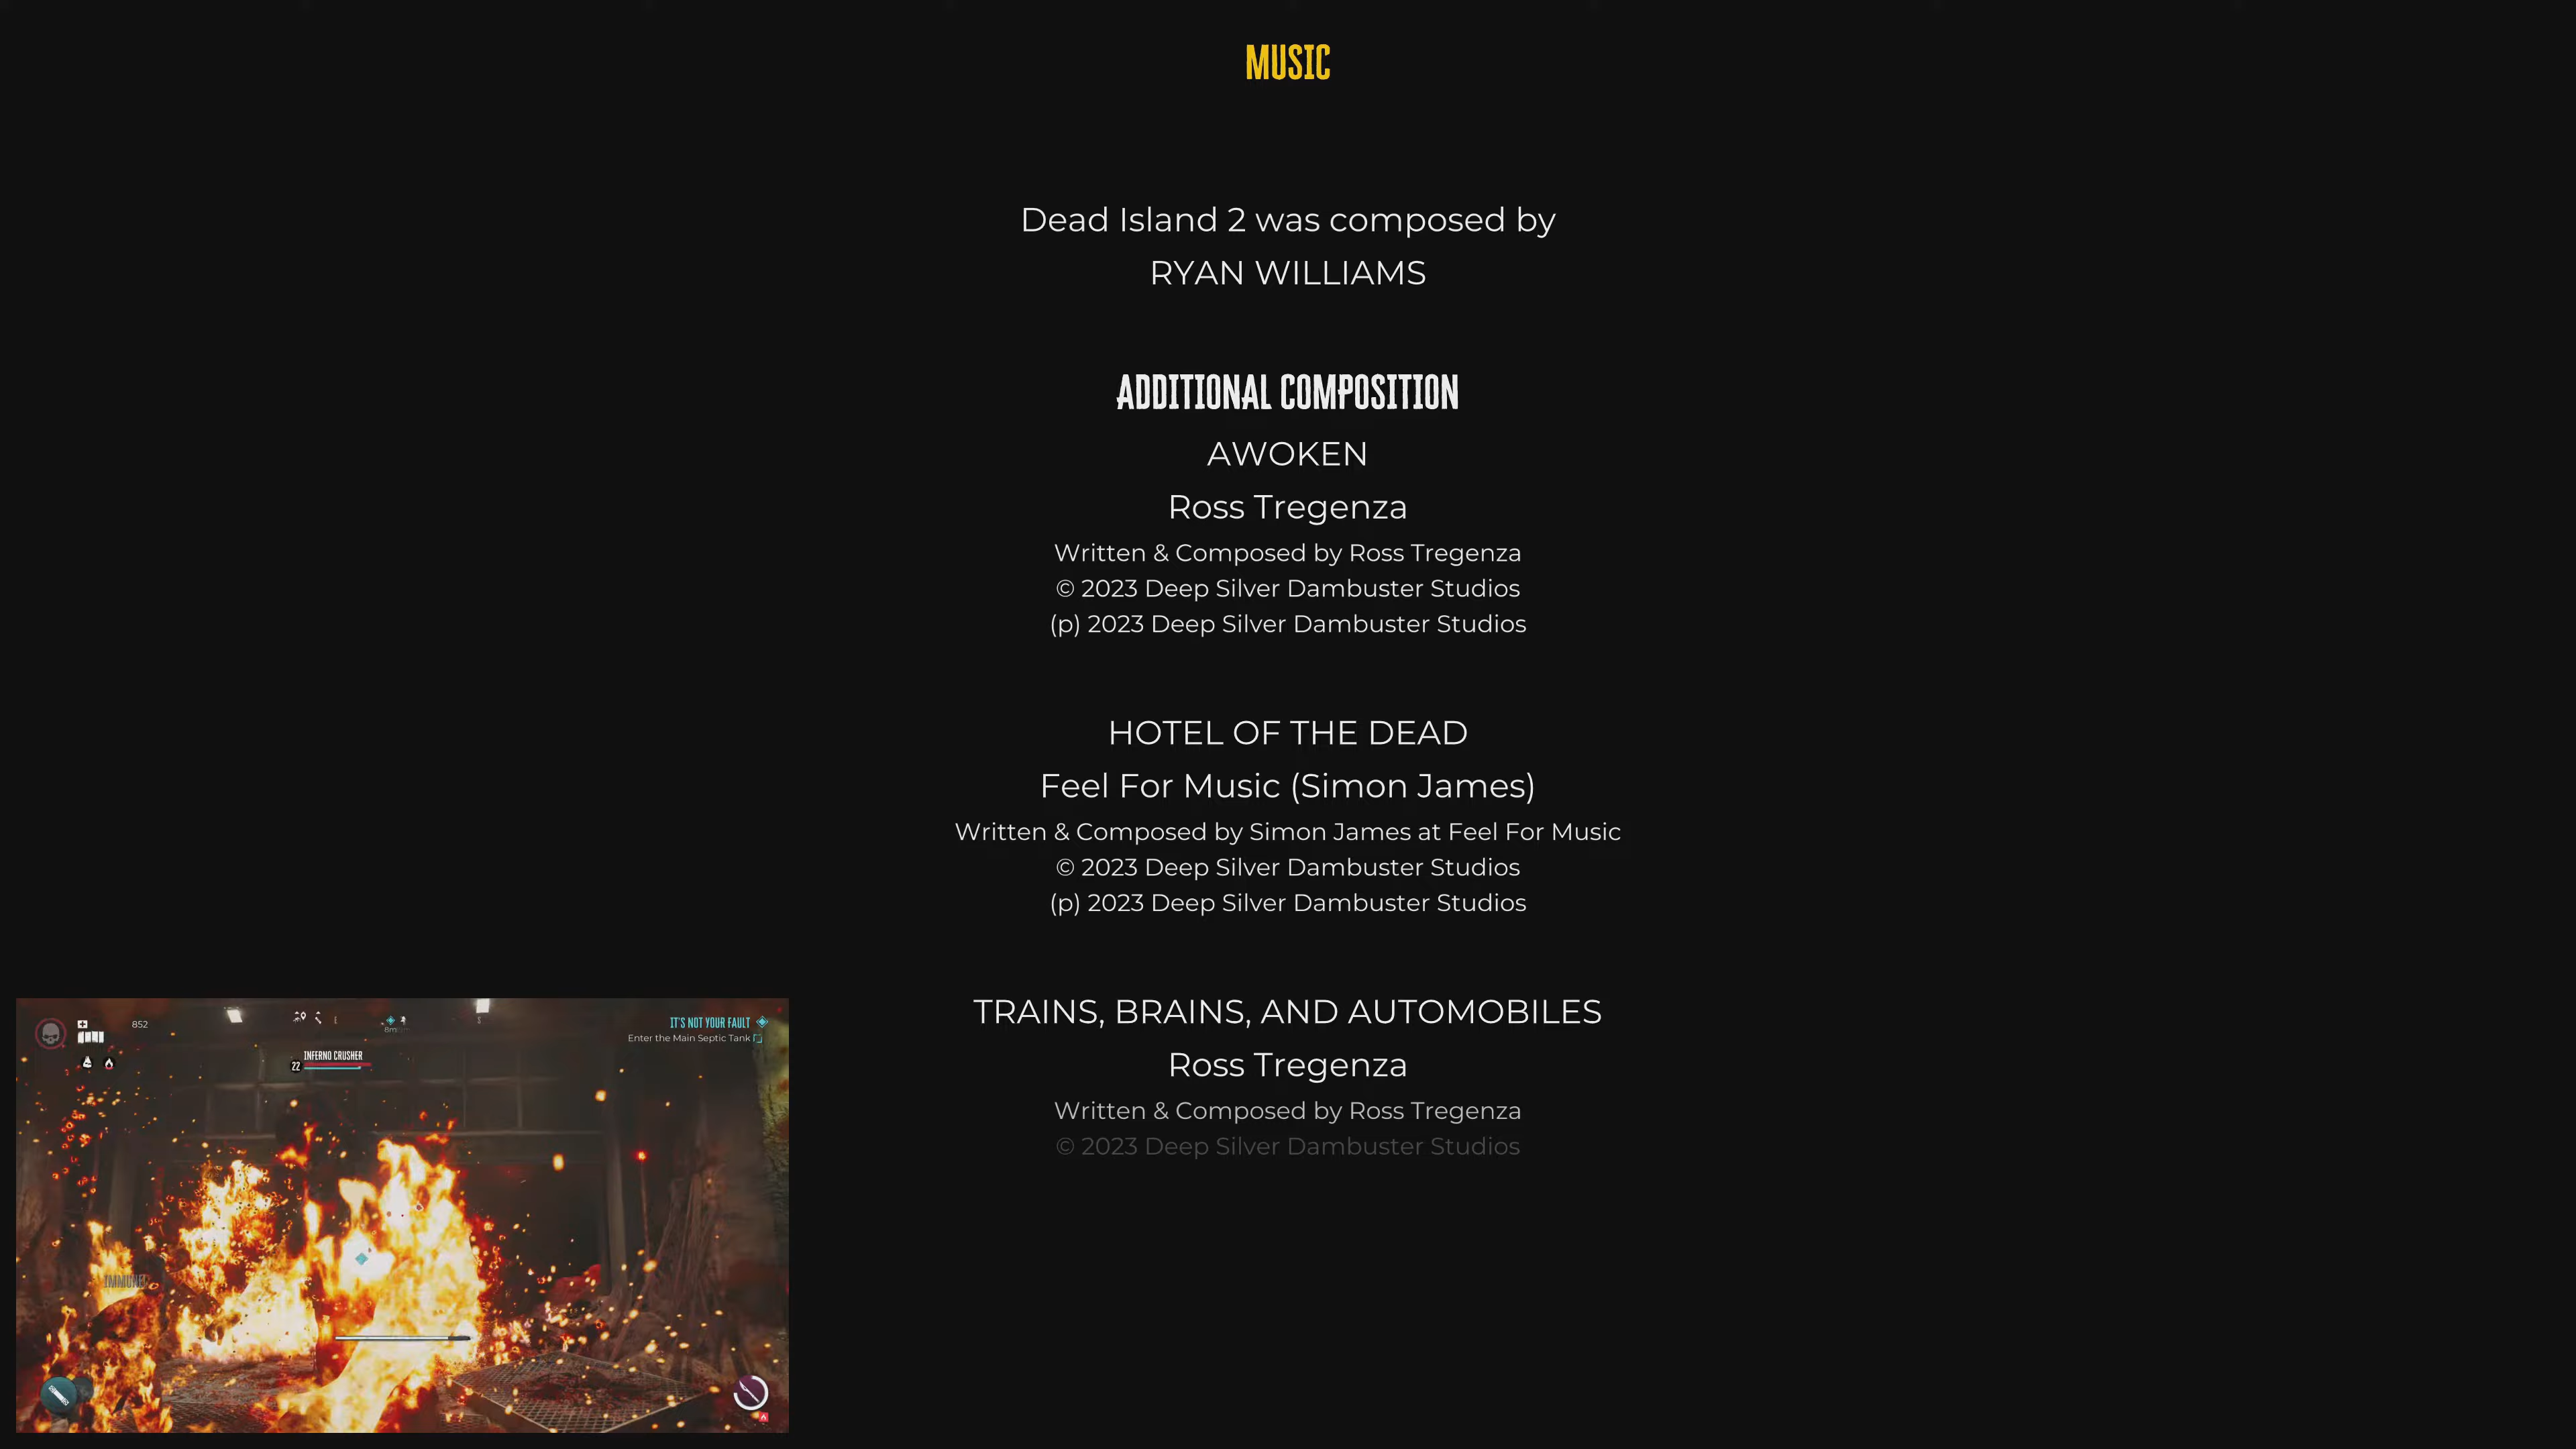 MUSIC
Dead Island 2 was composed by
RYAN WILLIAMS
ADDITIONAL COMPOSITION
AWOKEN
Ross Tregenza
Written & Composed by Ross Tregenza
© 2023 Deep Silver Dambuster Studios
(p) 2023 Deep Silver Dambuster Studios
HOTEL OF THE DEAD
Feel For Music (Simon James)
Written & Composed by Simon James at Feel For Music
© 2023 Deep Silver Dambuster Studios
(p) 2023 Deep Silver Dambuster Studios
TRAINS, BRAINS, AND AUTOMOBILES
Ross Tregenza
Written & Composed by Ross Tregenza
© 2023 Deep Silver Dambuster Studios
852
IT'S NOT YOUR FAULT
Enter the Main Septic Tank
INFERNO CRUSHER
22
8m
IMMUNE